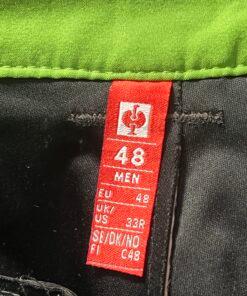 48
MEN
EU 48
UK/
US 33R
SE/DK/NO
FI C48